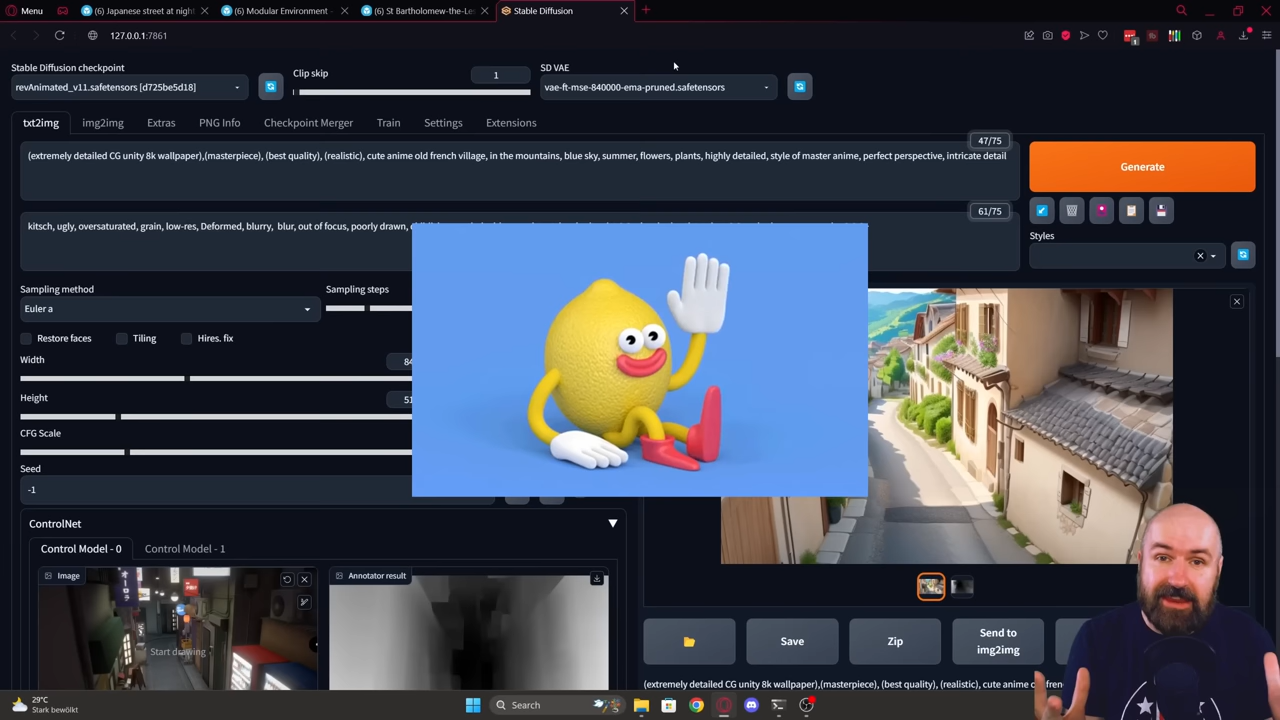 Menu
(6) Japanese street at night
(6) Modular Environment -
(6) St Bartholomew-the-Les
Stable Diffusion
127.0.0.1:7861
Stable Diffusion checkpoint
revAnimated_v11.safetensors [d725be5d18]
Clip skip
1
SD VAE
vae-ft-mse-840000-ema-pruned.safetensors
txt2img
img2img
Extras
PNG Info
Checkpoint Merger
Train
Settings
Extensions
47/75
(extremely detailed CG unity 8k wallpaper),(masterpiece), (best quality), (realistic), cute anime old french village, in the mountains, blue sky, summer, flowers, plants, highly detailed, style of master anime, perfect perspective, intricate detail
Generate
61/75
kitsch, ugly, oversaturated, grain, low-res, Deformed, blurry, blur, out of focus, poorly drawn,
Styles
Sampling method
Sampling steps
Euler a
Restore faces
Tiling
Hires. fix
Width
84
Height
51
CFG Scale
Seed
-1
ControlNet
Control Model - 0
Control Model - 1
Image
Annotator result
Start drawing
Save
Zip
Send to
img2img
(extremely detailed CG unity 8k wallpaper),(masterpiece), (best quality), (realistic), cute anime old fren
29°C
Stark bewölkt
Search